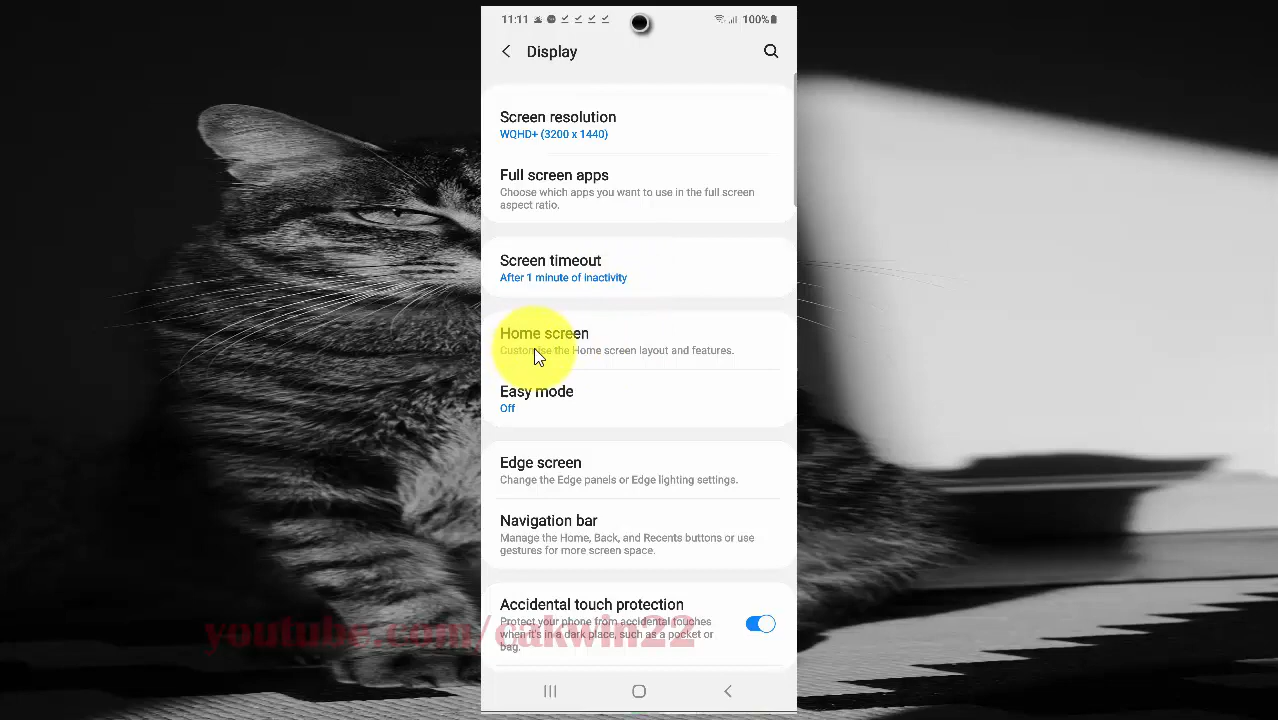 11:11
100%
Display
Screen resolution
WQHD+ (3200 x 1440)
Full screen apps
Choose which apps you want to use in the full screen
aspect ratio.
Screen timeout
After 1 minute of inactivity
Home screen
Customise the Home screen layout and features.
Easy mode
Off
Edge screen
Change the Edge panels or Edge lighting settings.
Navigation bar
Manage the Home, Back, and Recents buttons or use
gestures for more screen space.
Accidental touch protection
Protect your phone from accidental touches
when it's in a dark place, such as a pocket or
bag.
youtube.com/cakwin22